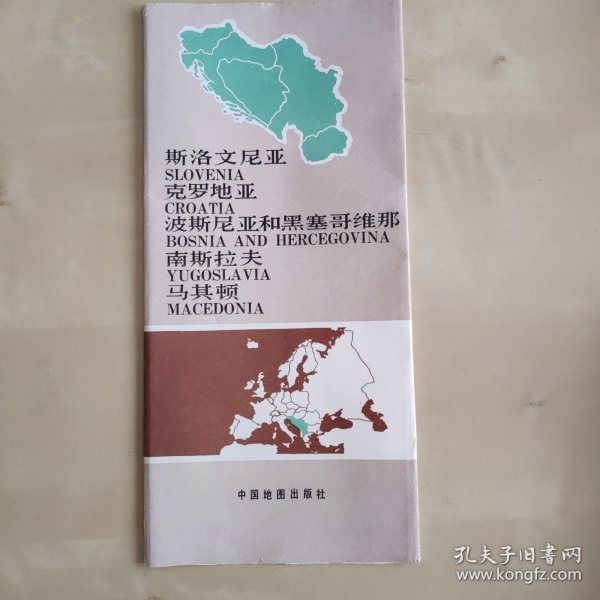 斯洛文尼亚
SLOVENIA
克罗地亚
CROATIA
波斯尼亚和黑塞哥维那
BOSNIA AND HERCEGOVINA
南斯拉夫
YUGOSLAVIA
马其顿
MACEDONIA
中国地图出版社
孔夫子旧书网
www.kongfz.com